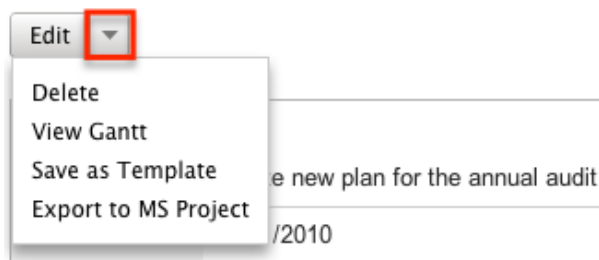 Edit
Delete
View Gantt
Save as Template
new plan for the annual audit
Export to MS Project
/2010